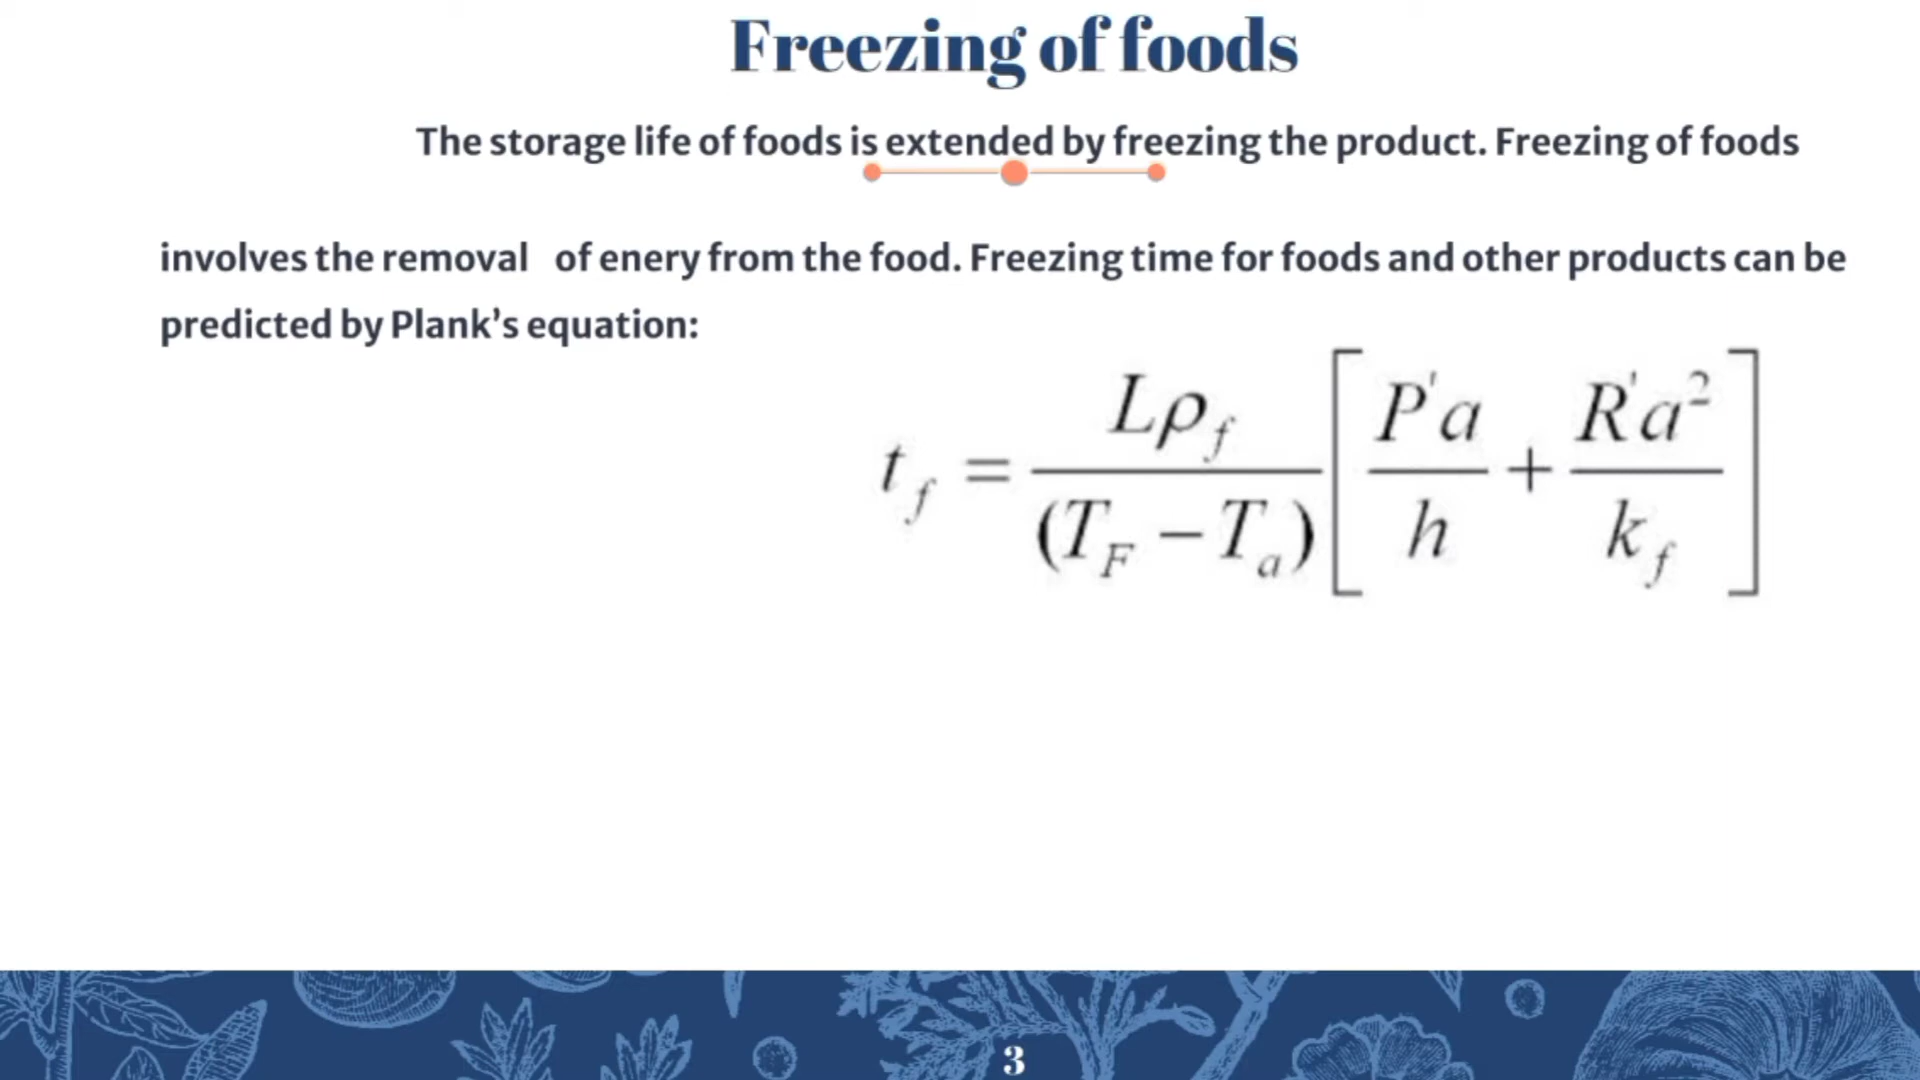 Freezing of foods
The storage life of foods is extended by freezing the product. Freezing of foods
involves the removal of enery from the food. Freezing time for foods and other products can be
predicted by Plank’s equation:
t_f = Lρ_f / (T_F − T_a) [ P'a / h + R'a² / k_f ]
3